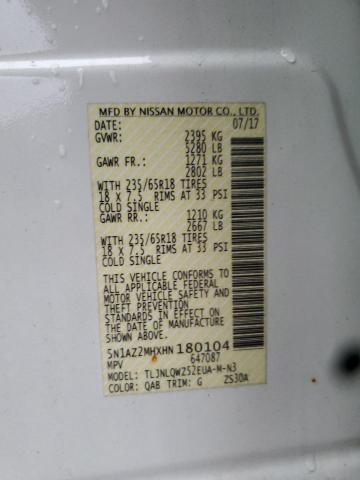 MFD BY NISSAN MOTOR CO., LTD.
DATE: 07/17
GVWR: 2395 KG
5280 LB
GAWR FR.: 1271 KG
2802 LB
WITH 235/65R18 TIRES
18 X 7.5 RIMS AT 33 PSI
COLD SINGLE
GAWR RR.: 1210 KG
2667 LB
WITH 235/65R18 TIRES
18 X 7.5 RIMS AT 33 PSI
COLD SINGLE
THIS VEHICLE CONFORMS TO
ALL APPLICABLE FEDERAL
MOTOR VEHICLE SAFETY AND
THEFT PREVENTION
STANDARDS IN EFFECT ON
THE DATE OF MANUFACTURE
SHOWN ABOVE.
5N1AZ2MHXHN180104
MPV 647087
MODEL: TLJNLQWZ52EUA-M-N3
COLOR: QAB TRIM: G ZS30A